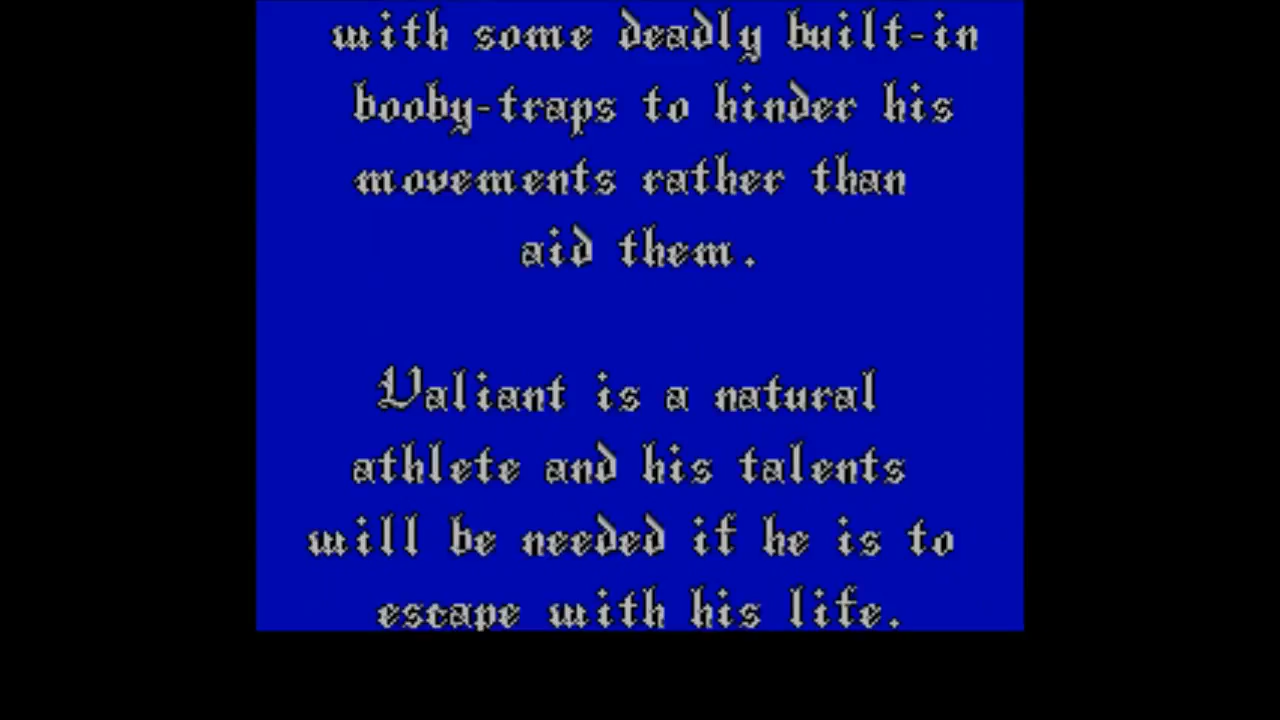 with some deadly built-in
booby-traps to hinder his
movements rather than
aid them.
Valiant is a natural
athlete and his talents
will be needed if he is to
escape with his life.